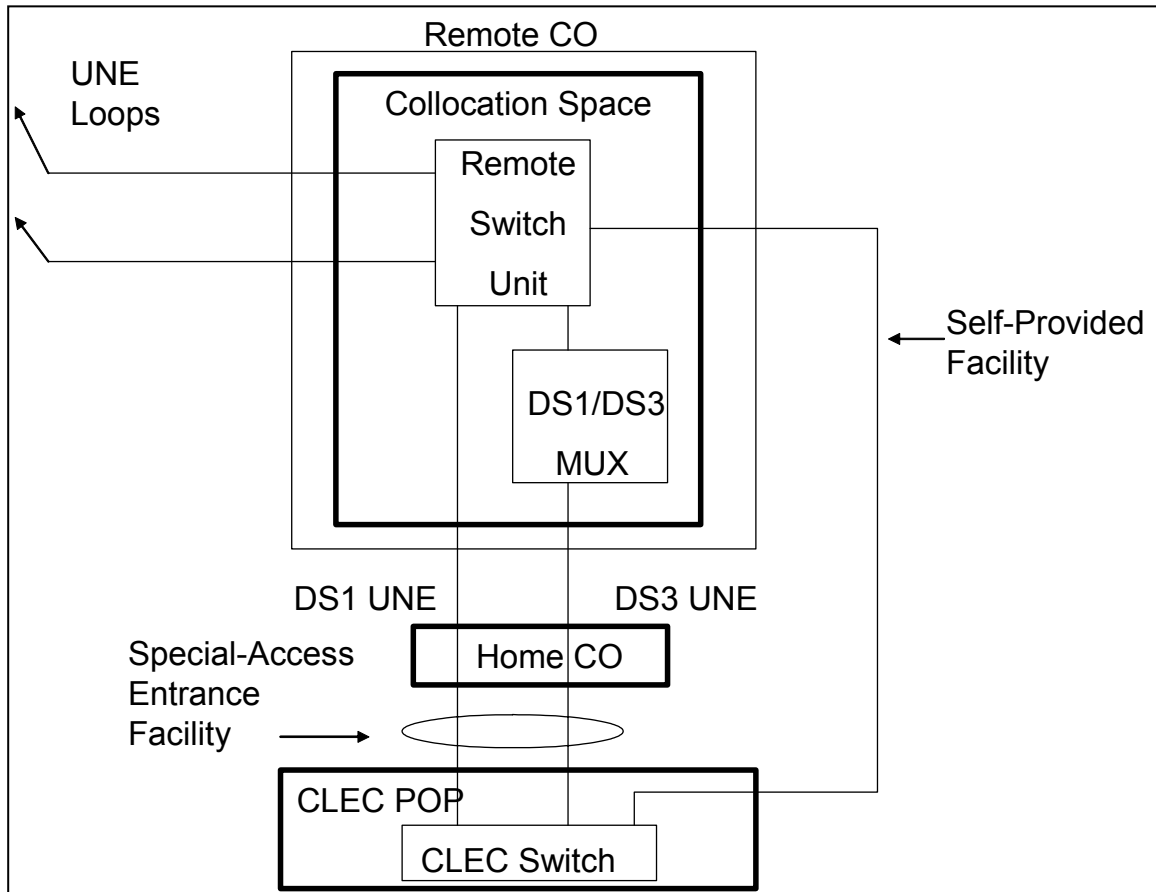 Remote CO
UNE
Loops
Collocation Space
Remote
Switch
Unit
Self-Provided
Facility
DS1/DS3
MUX
DS1 UNE
DS3 UNE
Home CO
Special-Access
Entrance
Facility
CLEC POP
CLEC Switch